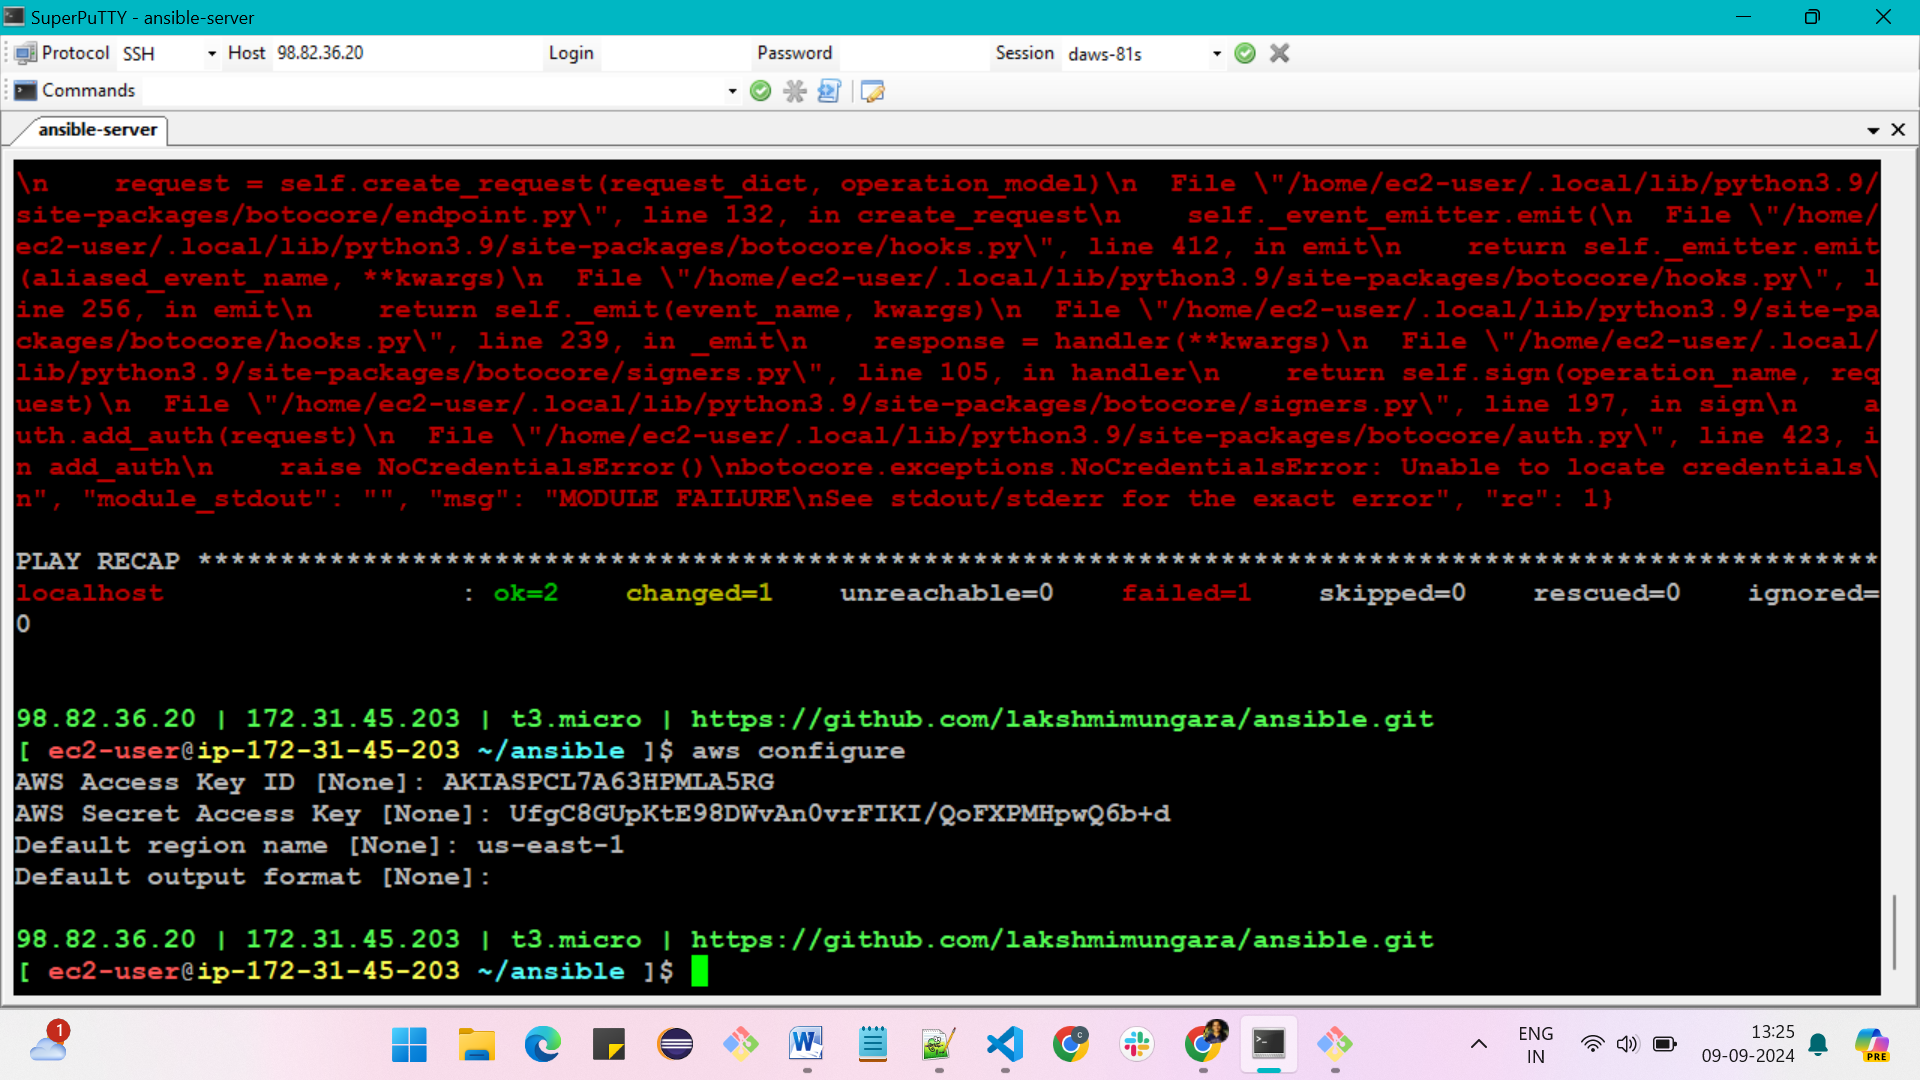 SuperPuTTY - ansible-server
Protocol SSH Host 98.82.36.20 Login Password Session daws-81s
Commands
ansible-server
\n    request = self.create_request(request_dict, operation_model)\n  File \"/home/ec2-user/.local/lib/python3.9/
site-packages/botocore/endpoint.py\", line 132, in create_request\n    self._event_emitter.emit(\n  File \"/home/
ec2-user/.local/lib/python3.9/site-packages/botocore/hooks.py\", line 412, in emit\n    return self._emitter.emit
(aliased_event_name, **kwargs)\n  File \"/home/ec2-user/.local/lib/python3.9/site-packages/botocore/hooks.py\", l
ine 256, in emit\n    return self._emit(event_name, kwargs)\n  File \"/home/ec2-user/.local/lib/python3.9/site-pa
ckages/botocore/hooks.py\", line 239, in _emit\n    response = handler(**kwargs)\n  File \"/home/ec2-user/.local/
lib/python3.9/site-packages/botocore/signers.py\", line 105, in handler\n    return self.sign(operation_name, req
uest)\n  File \"/home/ec2-user/.local/lib/python3.9/site-packages/botocore/signers.py\", line 197, in sign\n    a
uth.add_auth(request)\n  File \"/home/ec2-user/.local/lib/python3.9/site-packages/botocore/auth.py\", line 423, i
n add_auth\n    raise NoCredentialsError()\nbotocore.exceptions.NoCredentialsError: Unable to locate credentials\
n", "module_stdout": "", "msg": "MODULE FAILURE\nSee stdout/stderr for the exact error", "rc": 1}
PLAY RECAP ******************************************************************************************************
localhost                  : ok=2    changed=1    unreachable=0    failed=1    skipped=0    rescued=0    ignored=
0
98.82.36.20 | 172.31.45.203 | t3.micro | https://github.com/lakshmimungara/ansible.git
[ ec2-user@ip-172-31-45-203 ~/ansible ]$ aws configure
AWS Access Key ID [None]: AKIASPCL7A63HPMLA5RG
AWS Secret Access Key [None]: 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
Default region name [None]: us-east-1
Default output format [None]:
98.82.36.20 | 172.31.45.203 | t3.micro | https://github.com/lakshmimungara/ansible.git
[ ec2-user@ip-172-31-45-203 ~/ansible ]$
1
ENG
IN
13:25
09-09-2024
PRE